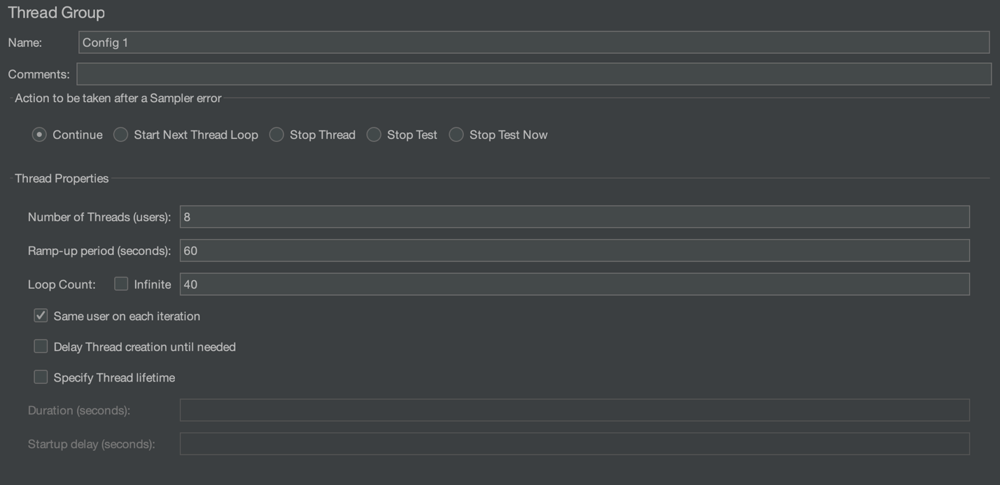 Thread Group
Name: Config 1
Comments:
Action to be taken after a Sampler error
Continue Start Next Thread Loop Stop Thread Stop Test Stop Test Now
Thread Properties
Number of Threads (users): 8
Ramp-up period (seconds): 60
Loop Count: Infinite 40
Same user on each iteration
Delay Thread creation until needed
Specify Thread lifetime
Duration (seconds):
Startup delay (seconds):